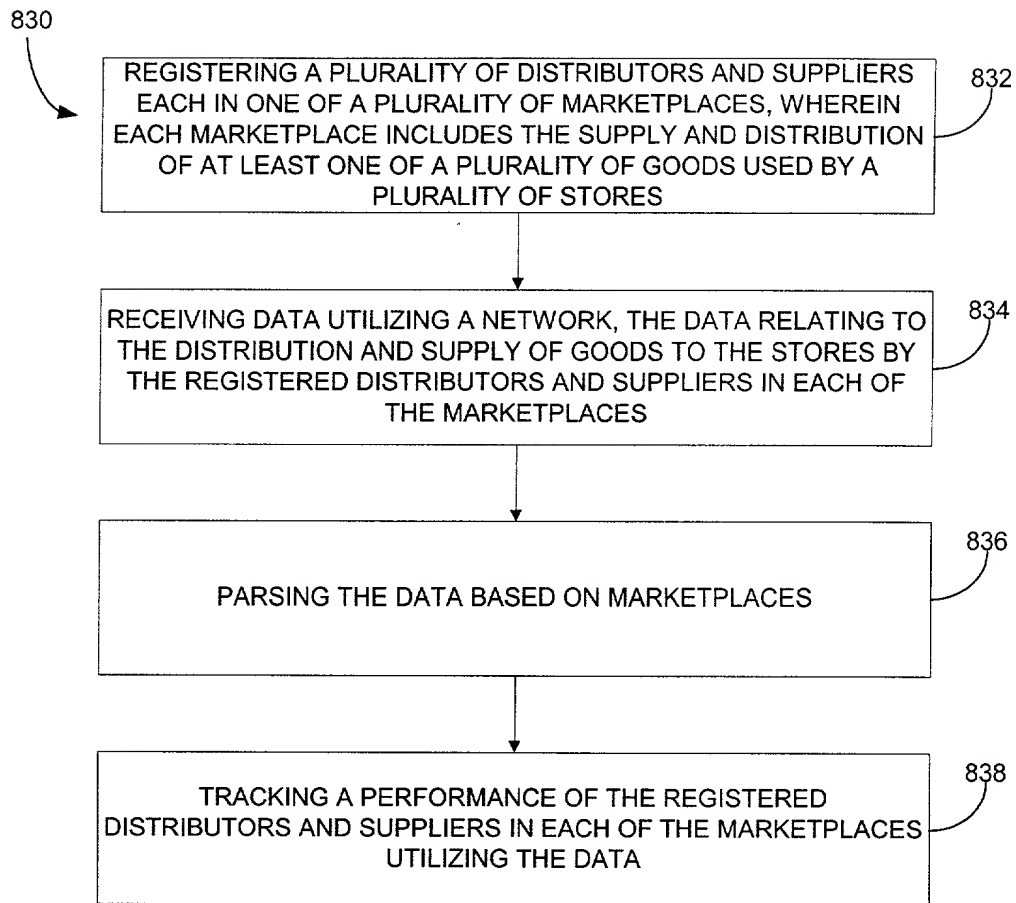 830
REGISTERING A PLURALITY OF DISTRIBUTORS AND SUPPLIERS
EACH IN ONE OF A PLURALITY OF MARKETPLACES, WHEREIN
EACH MARKETPLACE INCLUDES THE SUPPLY AND DISTRIBUTION
OF AT LEAST ONE OF A PLURALITY OF GOODS USED BY A
PLURALITY OF STORES
832
RECEIVING DATA UTILIZING A NETWORK, THE DATA RELATING TO
THE DISTRIBUTION AND SUPPLY OF GOODS TO THE STORES BY
THE REGISTERED DISTRIBUTORS AND SUPPLIERS IN EACH OF
THE MARKETPLACES
834
PARSING THE DATA BASED ON MARKETPLACES
836
TRACKING A PERFORMANCE OF THE REGISTERED
DISTRIBUTORS AND SUPPLIERS IN EACH OF THE MARKETPLACES
UTILIZING THE DATA
838